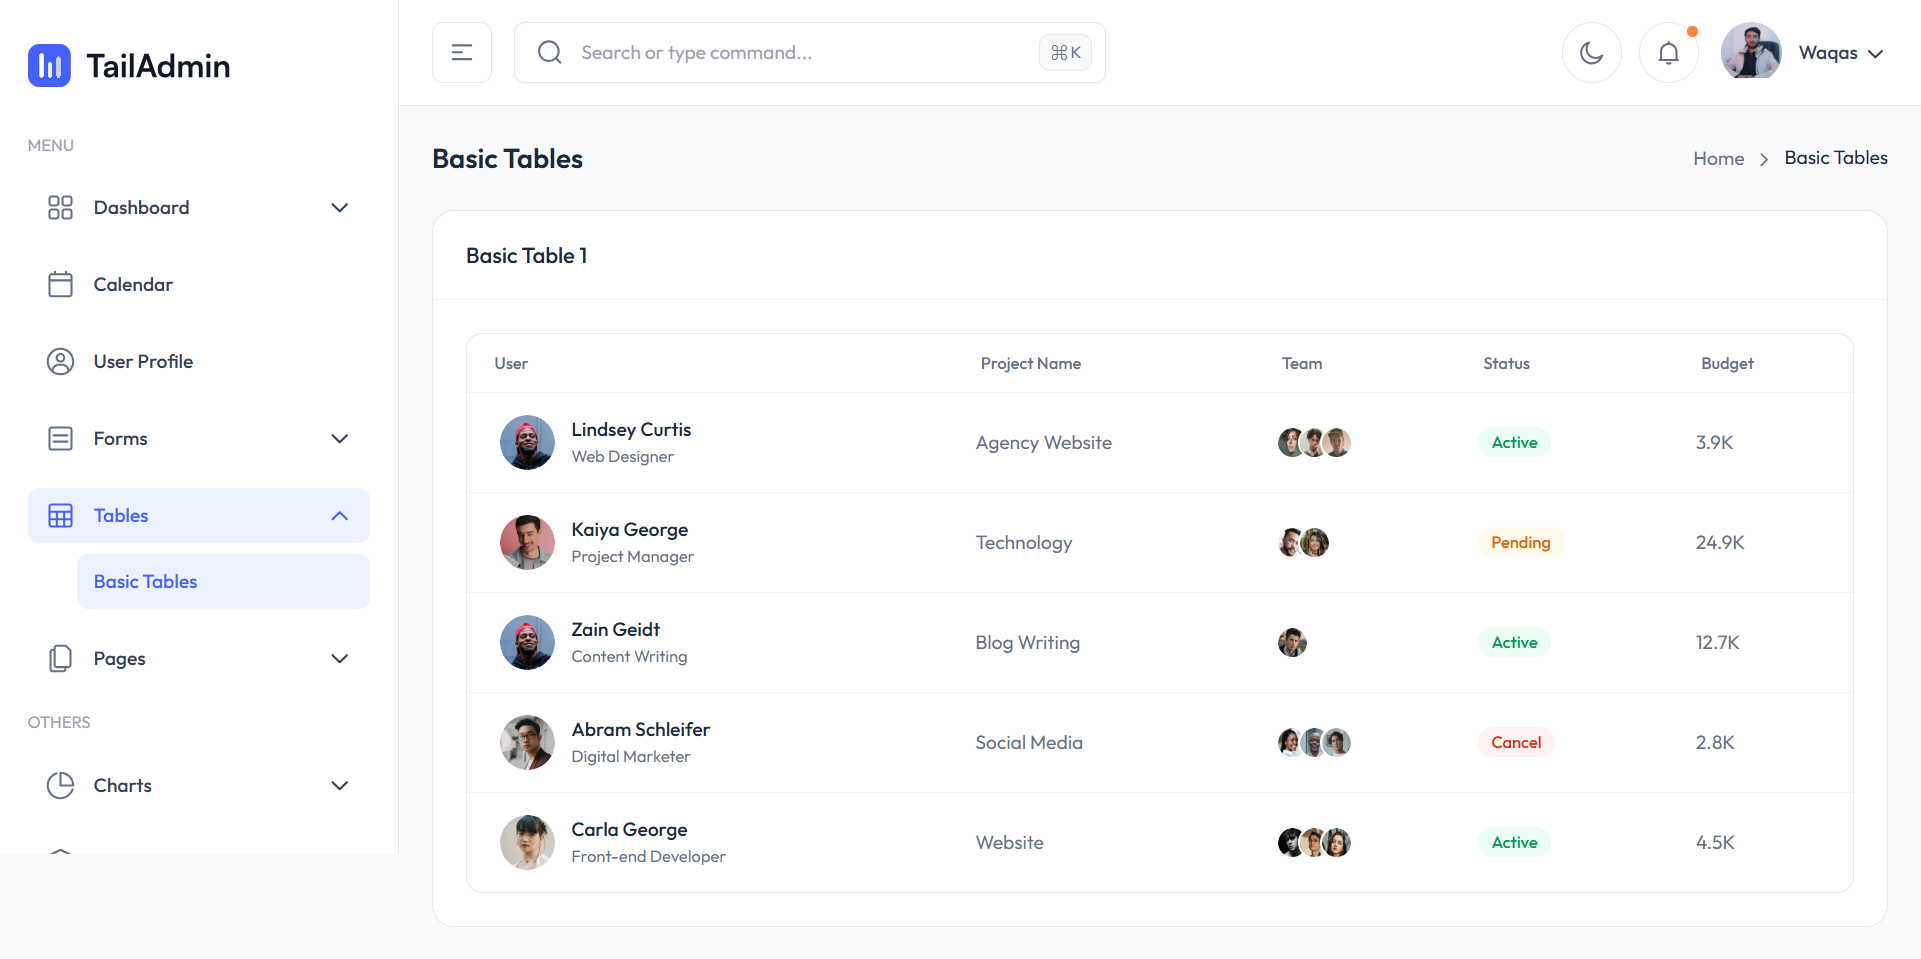 TailAdmin
Search or type command...
⌘K
Waqas
MENU
Dashboard
Calendar
User Profile
Forms
Tables
Basic Tables
Pages
OTHERS
Charts
Basic Tables
Home > Basic Tables
Basic Table 1
User Project Name Team Status Budget
Lindsey Curtis
Web Designer
Agency Website Active 3.9K
Kaiya George
Project Manager
Technology Pending 24.9K
Zain Geidt
Content Writing
Blog Writing Active 12.7K
Abram Schleifer
Digital Marketer
Social Media Cancel 2.8K
Carla George
Front-end Developer
Website Active 4.5K